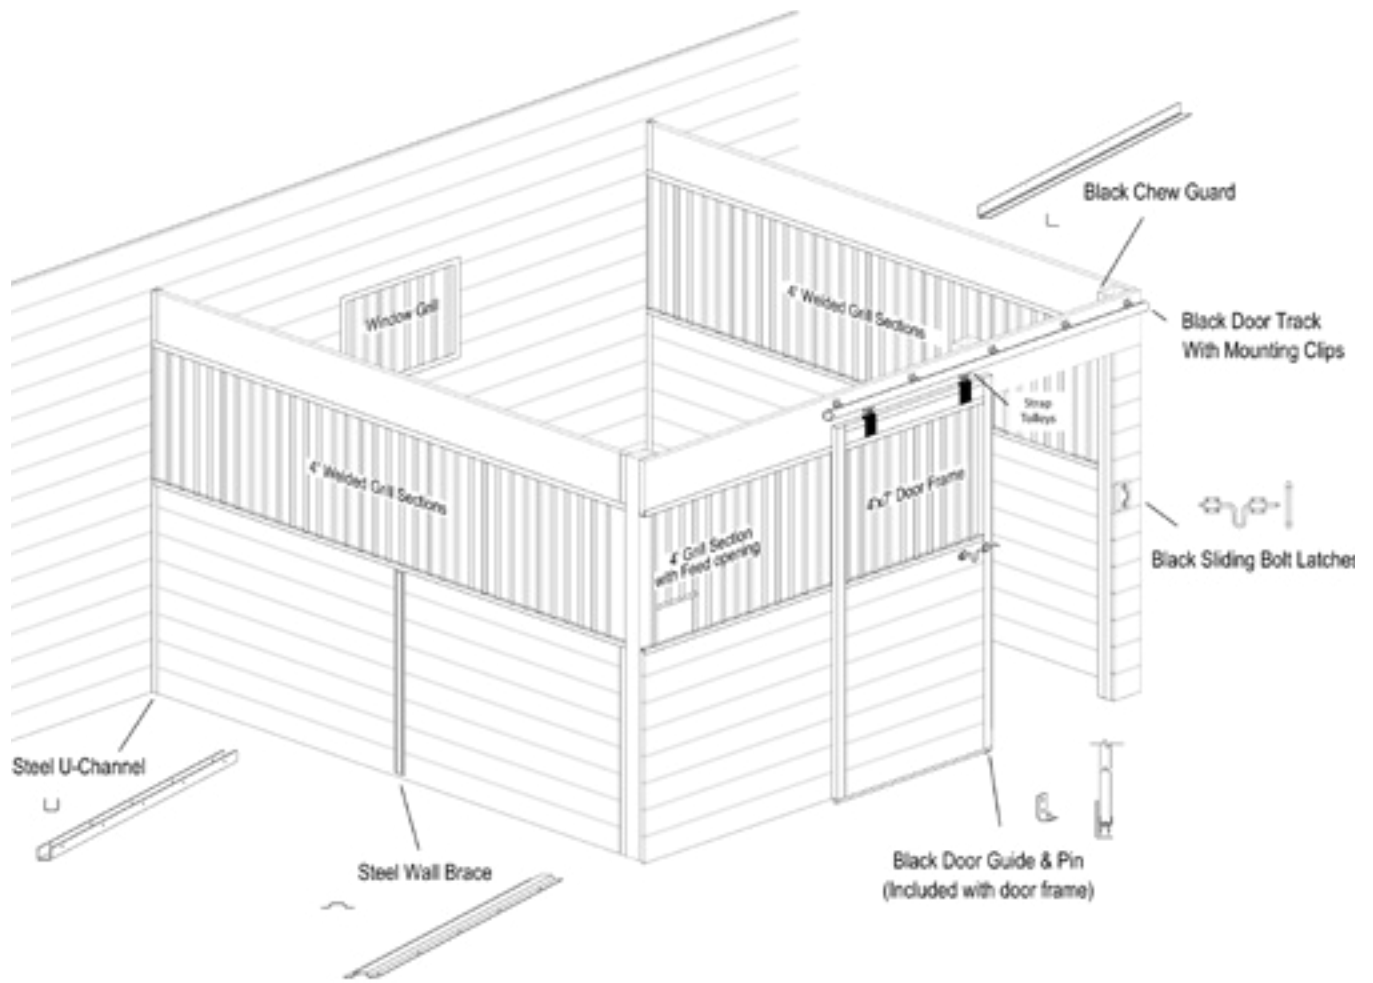 Black Chew Guard
Window Grill
4' Welded Grill Sections
Black Door Track
With Mounting Clips
Strap
Tolleys
4' Welded Grill Sections
4'x7' Door Frame
4' Grill Section
with Feed opening
Black Sliding Bolt Latches
Steel U-Channel
Steel Wall Brace
Black Door Guide & Pin
(Included with door frame)